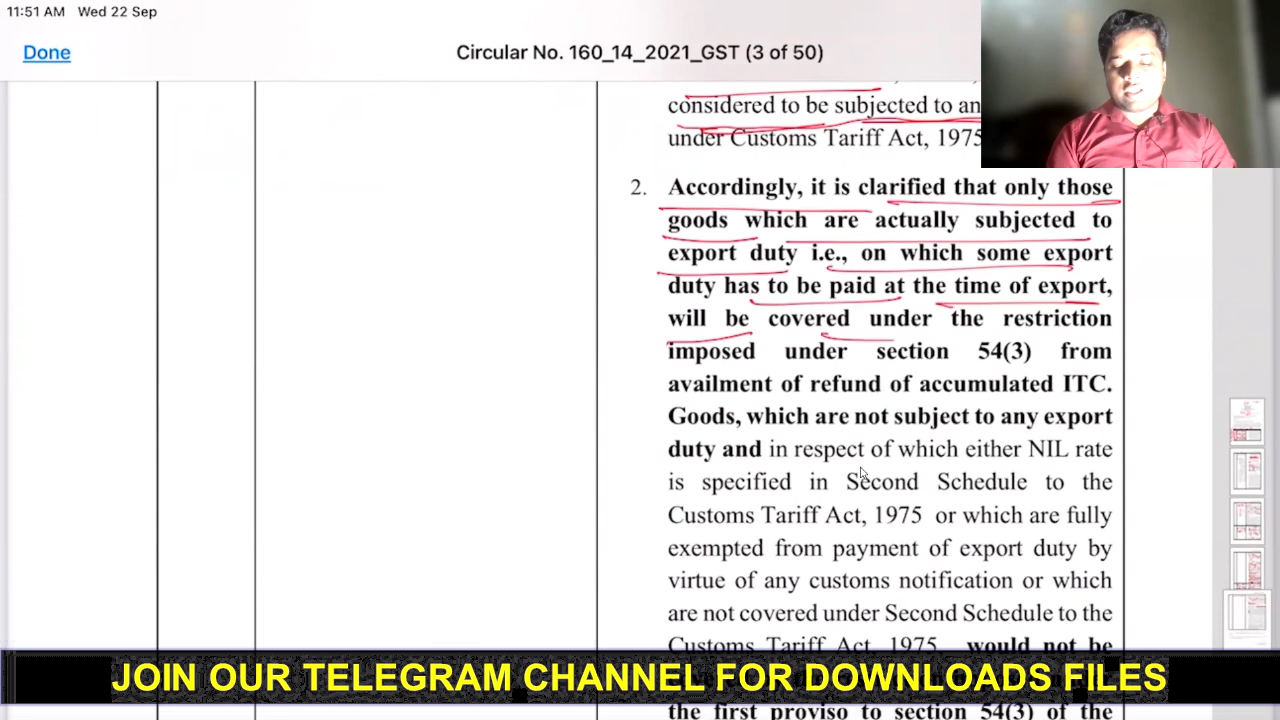 11:51 AM Wed 22 Sep
Done
Circular No. 160_14_2021_GST (3 of 50)
considered to be subjected to an
under Customs Tariff Act, 1975
2. Accordingly, it is clarified that only those
goods which are actually subjected to
export duty i.e., on which some export
duty has to be paid at the time of export,
will be covered under the restriction
imposed under section 54(3) from
availment of refund of accumulated ITC.
Goods, which are not subject to any export
duty and in respect of which either NIL rate
is specified in Second Schedule to the
Customs Tariff Act, 1975 or which are fully
exempted from payment of export duty by
virtue of any customs notification or which
are not covered under Second Schedule to the
Customs Tariff Act, 1975, would not be
JOIN OUR TELEGRAM CHANNEL FOR DOWNLOADS FILES
the first proviso to section 54(3) of the